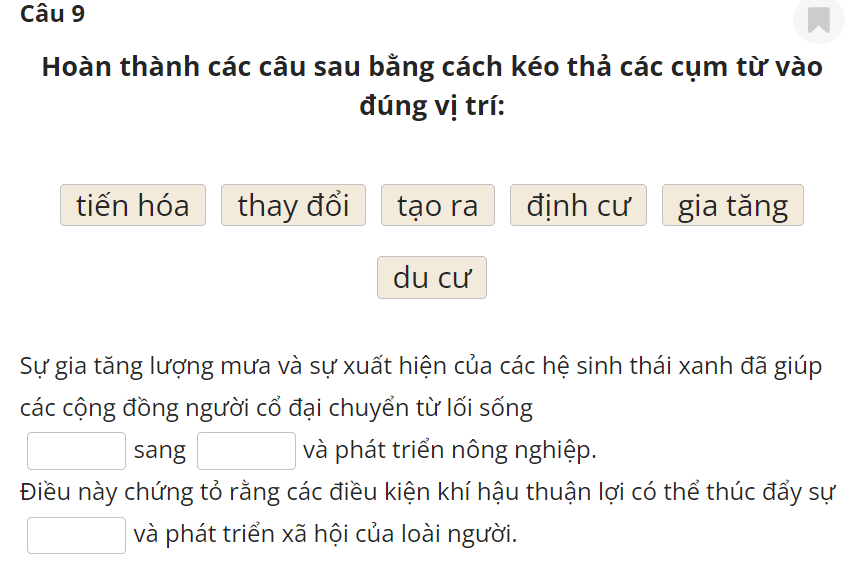 Câu 9
Hoàn thành các câu sau bằng cách kéo thả các cụm từ vào
đúng vị trí:
tiến hóa thay đổi tạo ra định cư gia tăng
du cư
Sự gia tăng lượng mưa và sự xuất hiện của các hệ sinh thái xanh đã giúp
các cộng đồng người cổ đại chuyển từ lối sống
sang và phát triển nông nghiệp.
Điều này chứng tỏ rằng các điều kiện khí hậu thuận lợi có thể thúc đẩy sự
và phát triển xã hội của loài người.